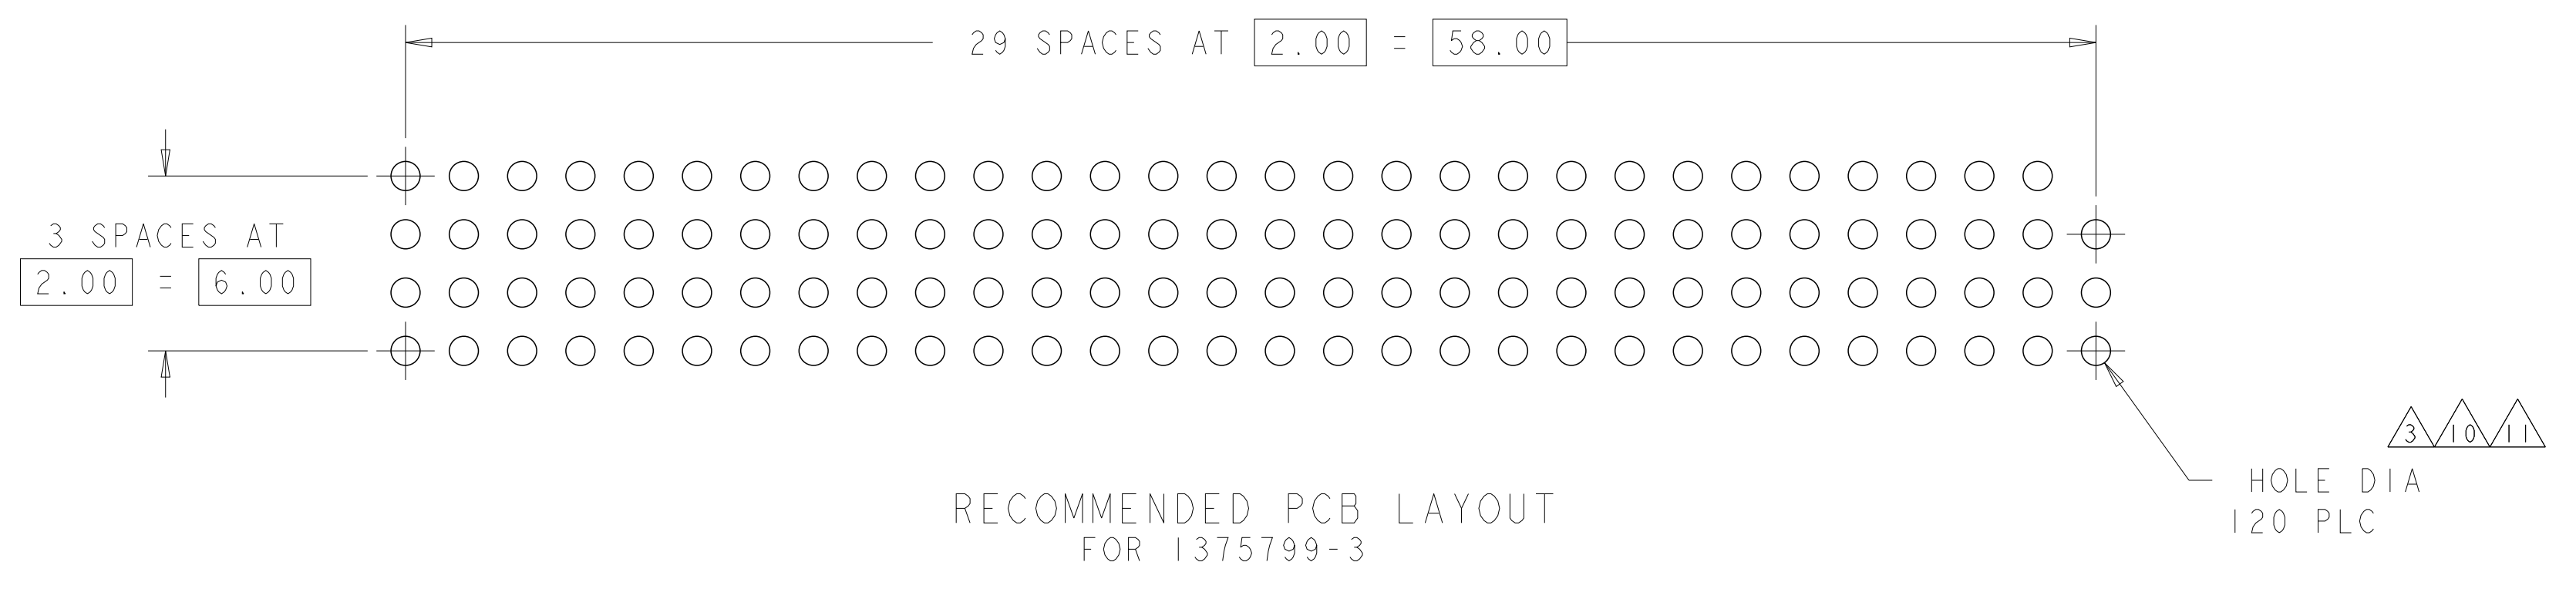 29 SPACES AT 2.00 = 58.00
3 SPACES AT
2.00 = 6.00
3 10 11
HOLE DIA
120 PLC
RECOMMENDED PCB LAYOUT
FOR 1375799-3